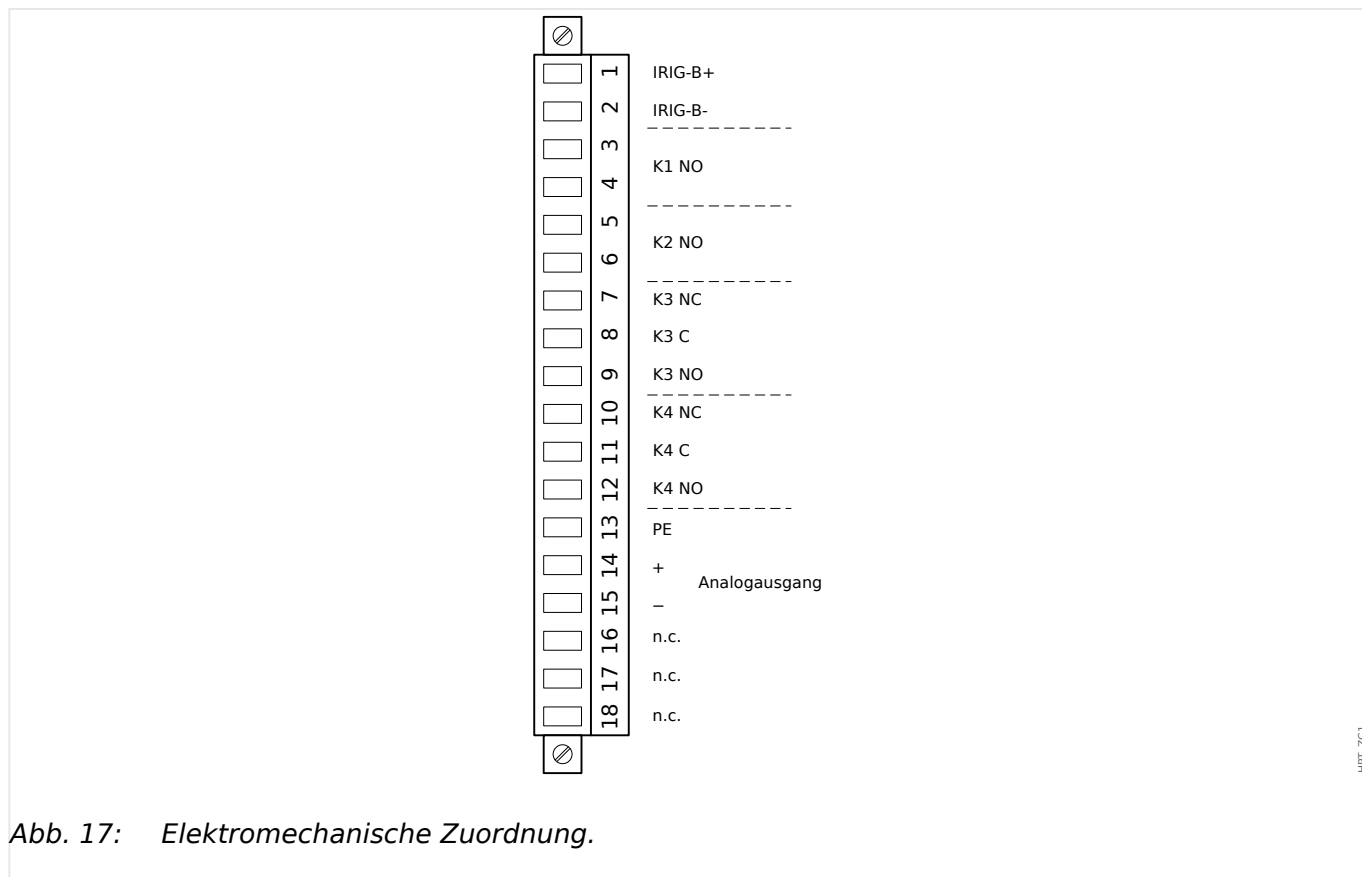 1 IRIG-B+
2 IRIG-B-
3
K1 NO
4
5
K2 NO
6
7 K3 NC
8 K3 C
9 K3 NO
10 K4 NC
11 K4 C
12 K4 NO
13 PE
14 +
Analogausgang
15 –
16 n.c.
17 n.c.
18 n.c.
Abb. 17: Elektromechanische Zuordnung.